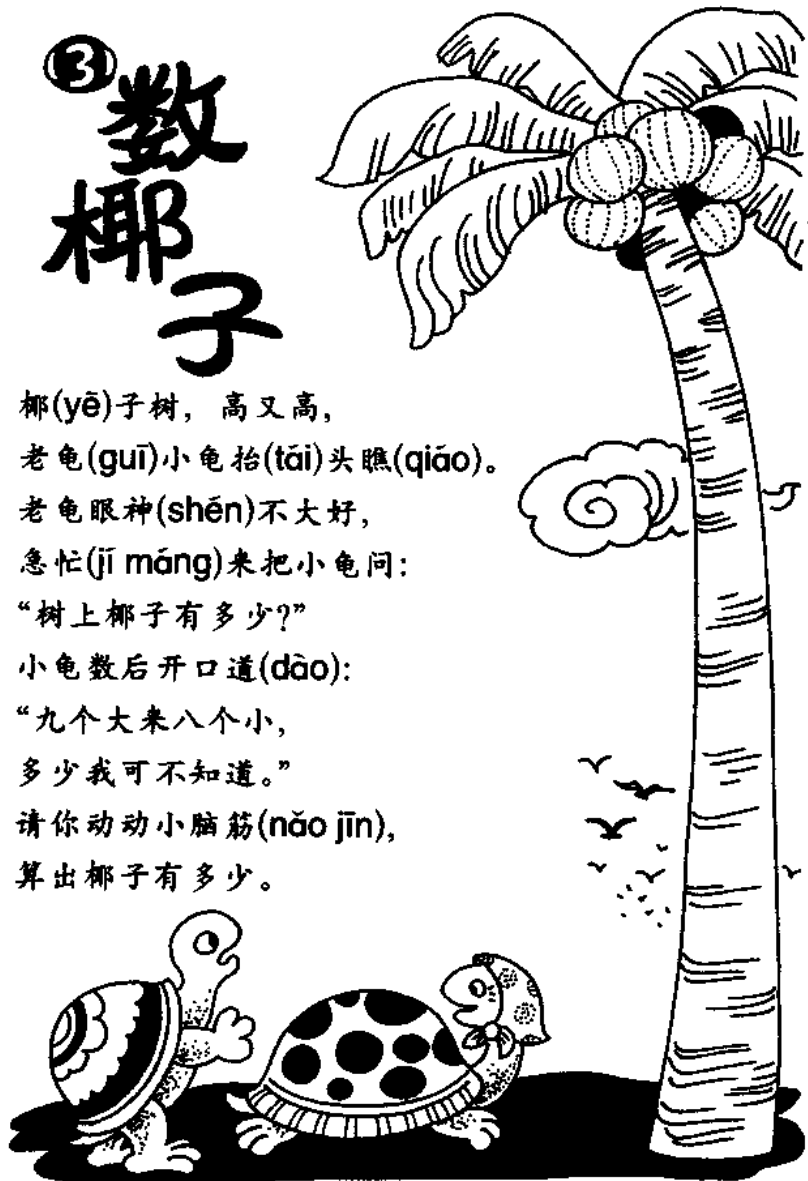 3
数
椰
子
椰(yē)子树，高又高，
老龟(guī)小龟抬(tái)头瞧(qiáo)。
老龟眼神(shén)不大好，
急忙(jí máng)来把小龟问：
“树上椰子有多少？”
小龟数后开口道(dào)：
“九个大来八个小，
多少我可不知道。”
请你动动小脑筋(nǎo jīn)，
算出椰子有多少。